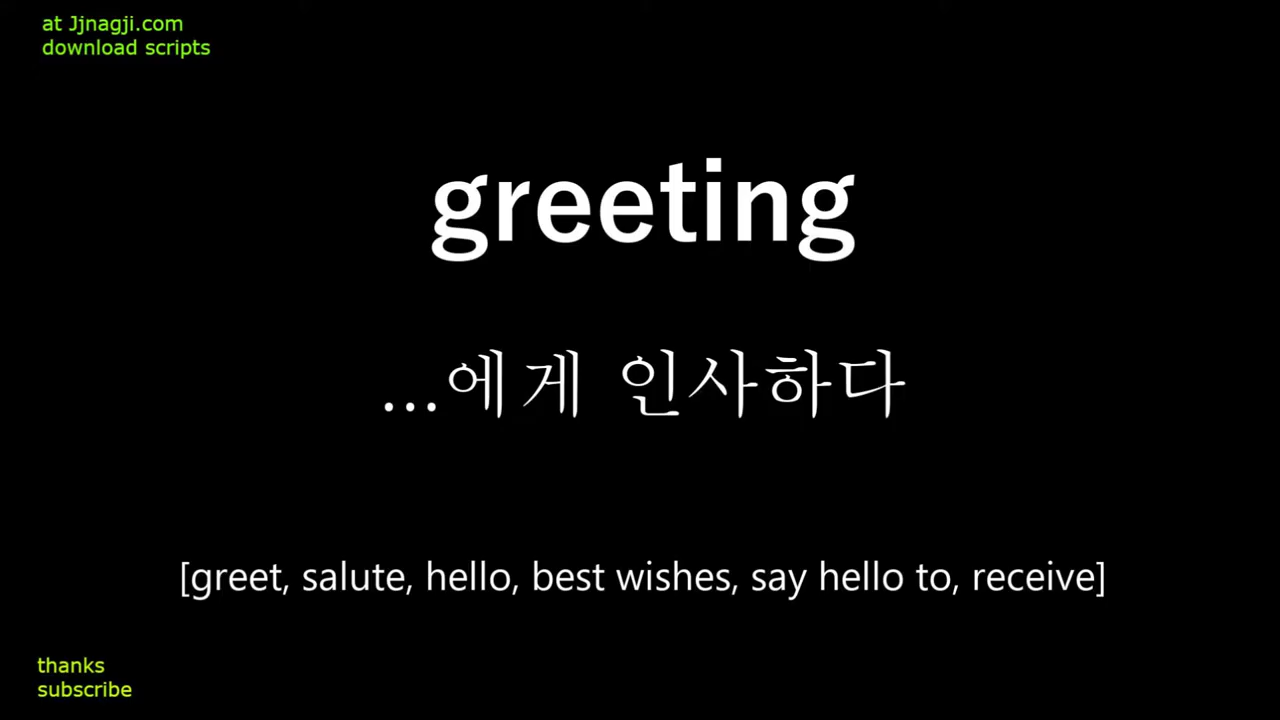 at Jjnagji.com
download scripts
greeting
...에게 인사하다
[greet, salute, hello, best wishes, say hello to, receive]
thanks
subscribe